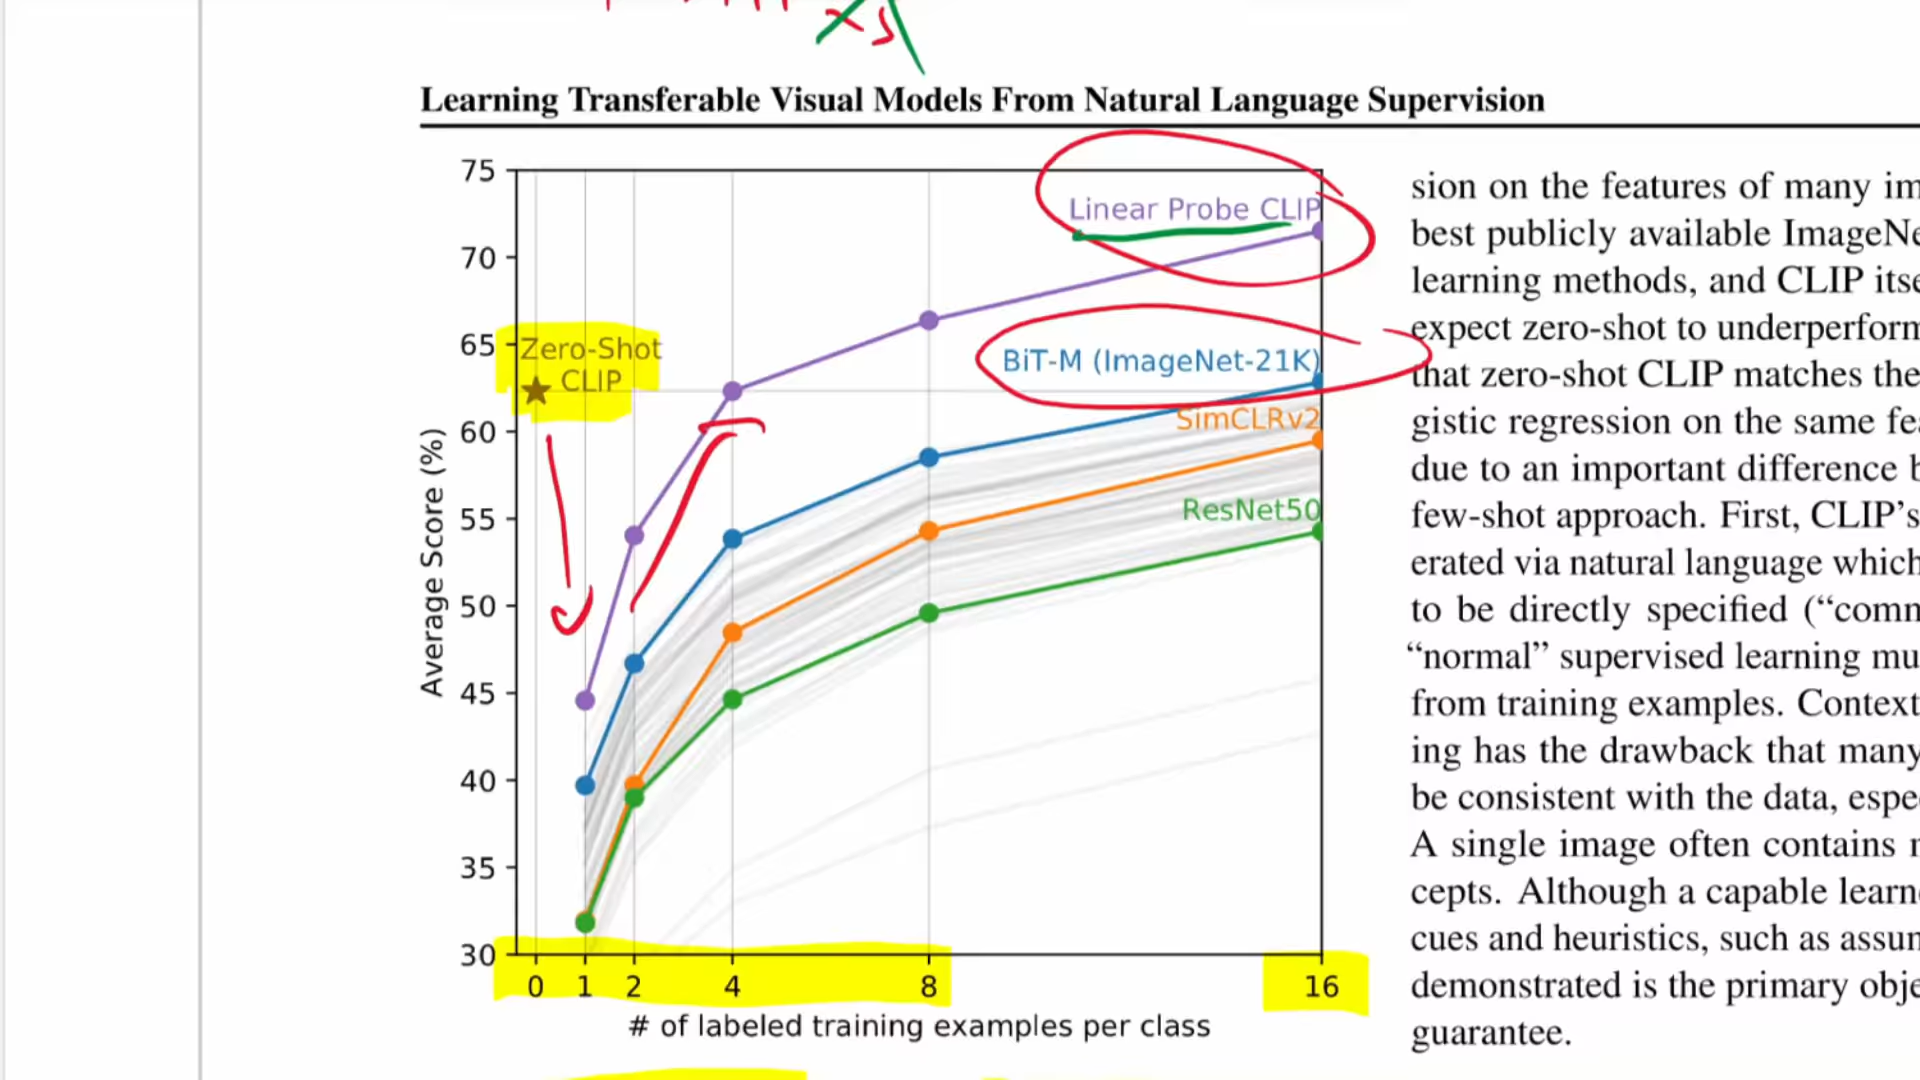 xs
Learning Transferable Visual Models From Natural Language Supervision
75
70
65
60
55
50
45
40
35
30
Average Score (%)
Zero-Shot
CLIP
Linear Probe CLIP
BiT-M (ImageNet-21K)
SimCLRv2
ResNet50
0 1 2 4 8 16
# of labeled training examples per class
sion on the features of many im
best publicly available ImageNe
learning methods, and CLIP itse
expect zero-shot to underperform
that zero-shot CLIP matches the
gistic regression on the same fea
due to an important difference b
few-shot approach. First, CLIP’s
erated via natural language which
to be directly specified (“comm
“normal” supervised learning mu
from training examples. Context
ing has the drawback that many
be consistent with the data, espe
A single image often contains
cepts. Although a capable learn
cues and heuristics, such as assum
demonstrated is the primary obje
guarantee.